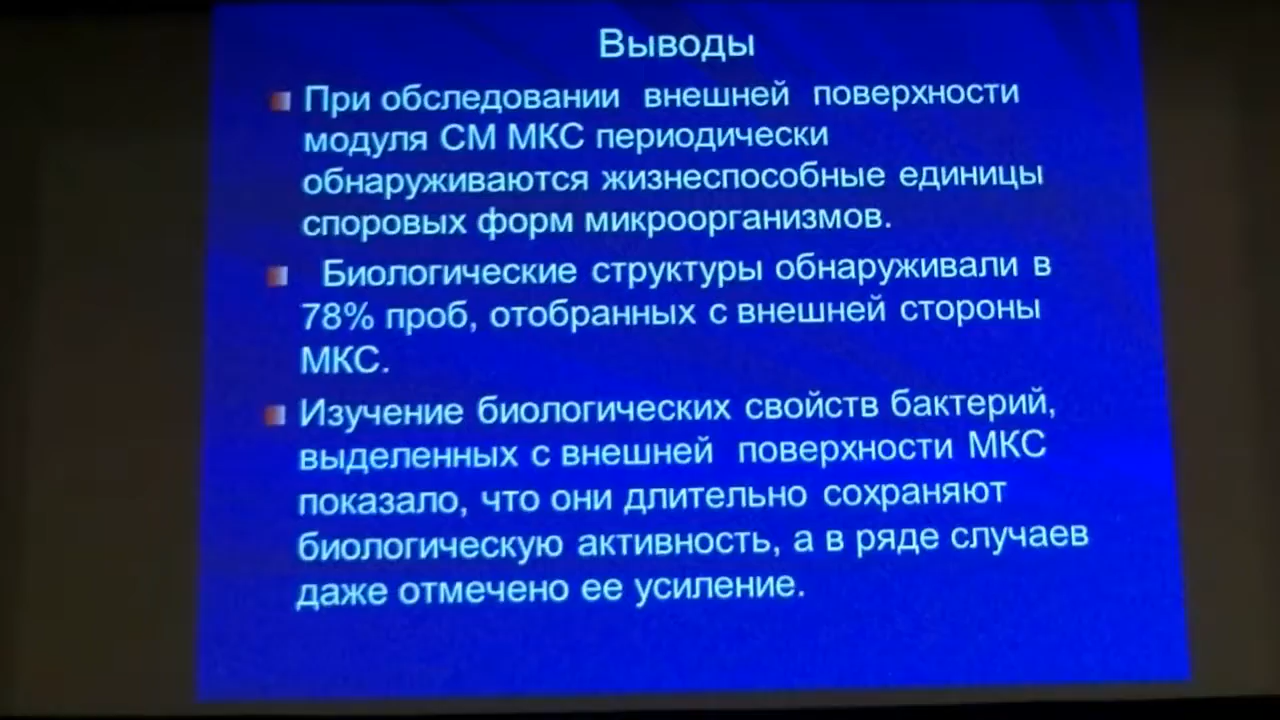 Выводы
При обследовании внешней поверхности
модуля СМ МКС периодически
обнаруживаются жизнеспособные единицы
споровых форм микроорганизмов.
Биологические структуры обнаруживали в
78% проб, отобранных с внешней стороны
МКС.
Изучение биологических свойств бактерий,
выделенных с внешней поверхности МКС
показало, что они длительно сохраняют
биологическую активность, а в ряде случаев
даже отмечено ее усиление.